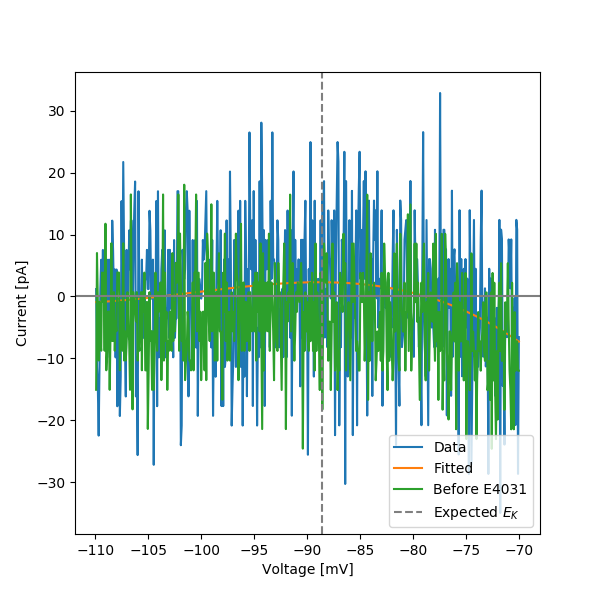 30
20
10
0
−10
−20
−30
Current [pA]
Data
Fitted
Before E4031
Expected E_K
−110 −105 −100 −95 −90 −85 −80 −75 −70
Voltage [mV]